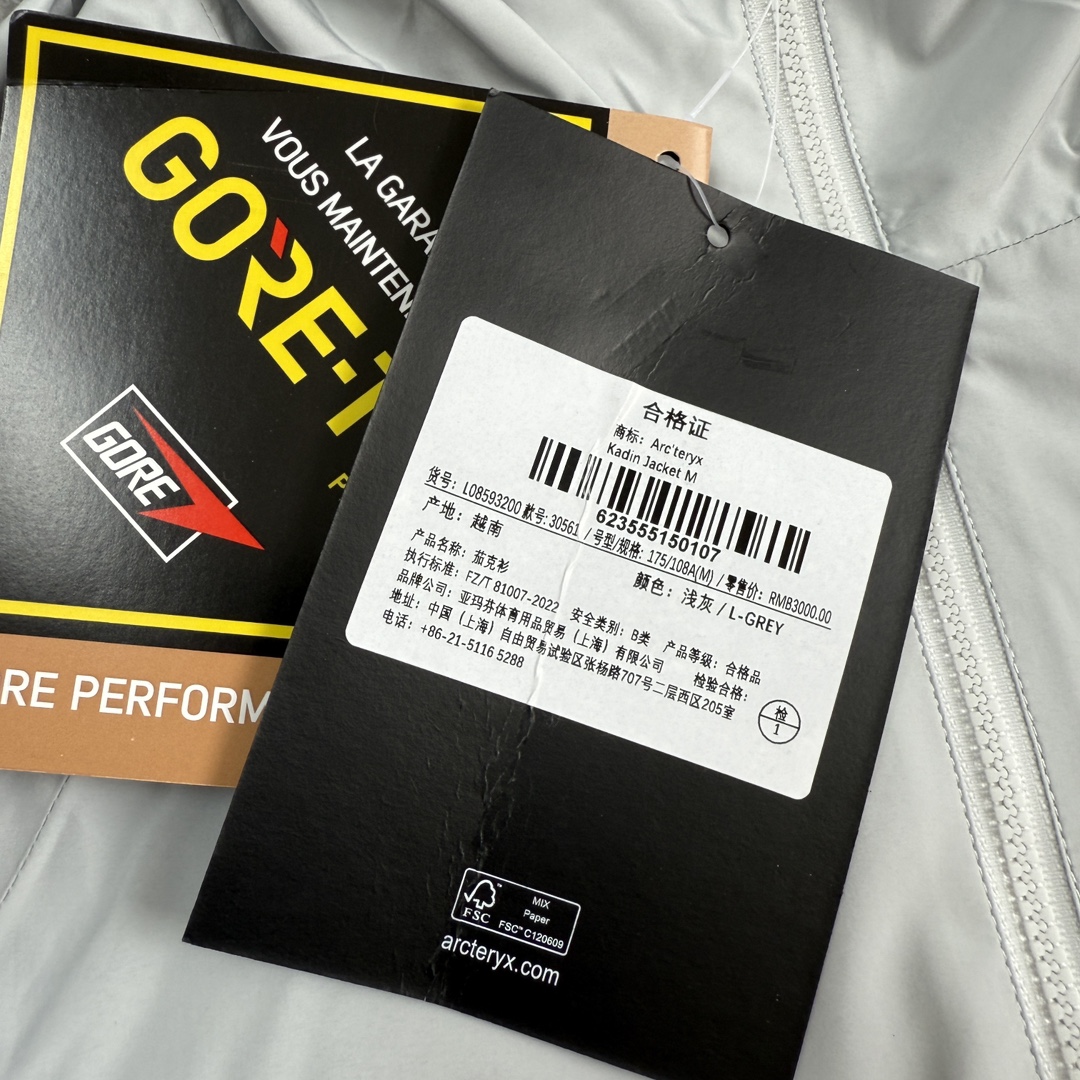 LA GARA
VOUS MAINTEN
GORE-T
GORE
RE PERFORM
合格证
商标: Arc'teryx
Kadin Jacket M
623555150107
货号: L08593200 款号: 30561 / 号型/规格: 175/108A(M) / 零售价: RMB3000.00
产地: 越南
颜色: 浅灰 / L-GREY
产品名称: 茄克衫
执行标准: FZ/T 81007-2022 安全类别: B类 产品等级: 合格品
品牌公司: 亚玛芬体育用品贸易 (上海) 有限公司 检验合格:
地址: 中国 (上海) 自由贸易试验区张杨路707号二层西区205室
电话: +86-21-5116 5288
检
1
FSC
MIX
Paper
FSC™ C120609
arcteryx.com